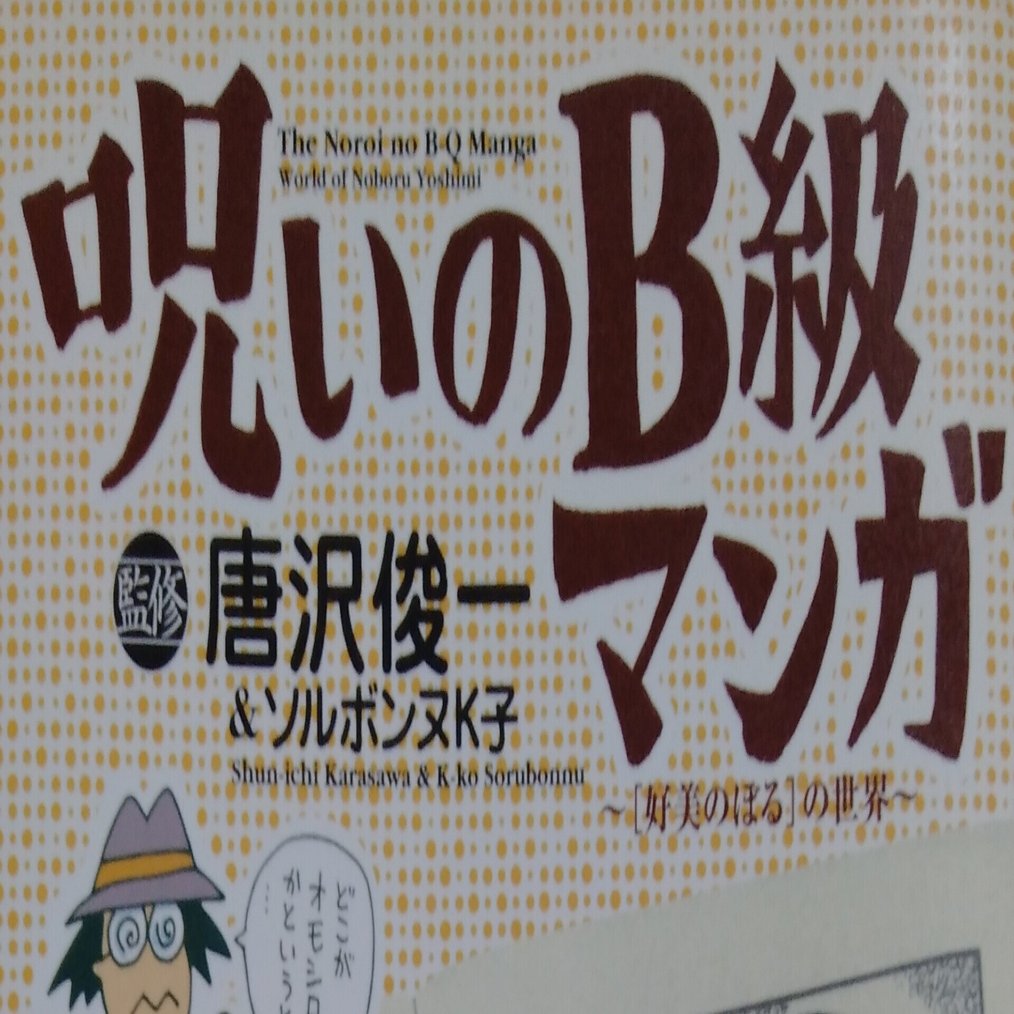 呪いのB級
マンガ
The Noroi no B-Q Manga
World of Noboru Yoshimi
~[好美のぼる]の世界~
監修
唐沢俊一
&ソルボンヌK子
Shun-ichi Karasawa & K-ko Sorubonnu
どこが
オモシロ
かという
…